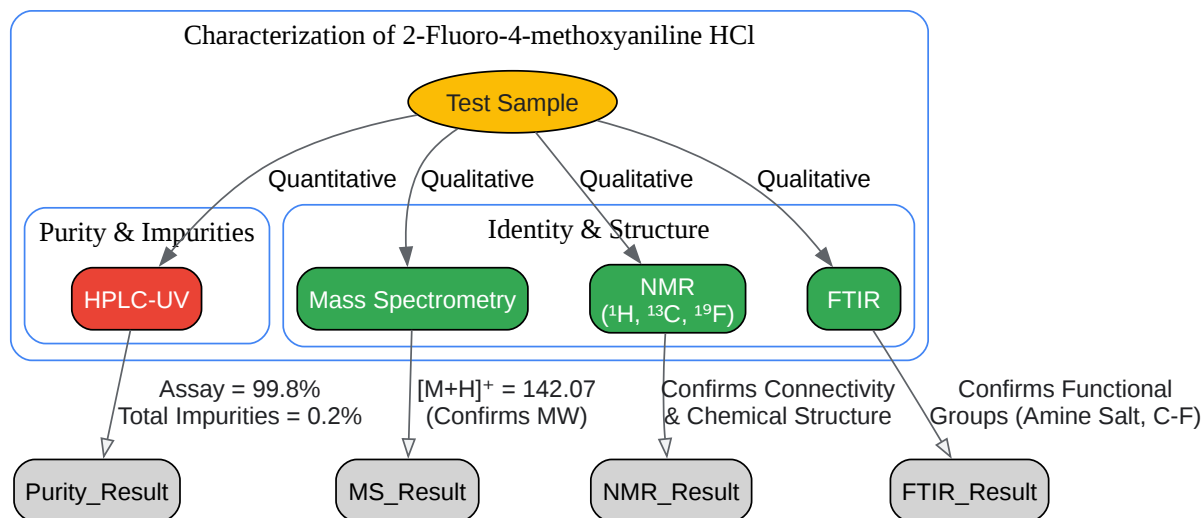 Characterization of 2-Fluoro-4-methoxyaniline HCl
Test Sample
Quantitative
Qualitative
Qualitative
Qualitative
Purity & Impurities
Identity & Structure
HPLC-UV
Mass Spectrometry
NMR
(¹H, ¹³C, ¹⁹F)
FTIR
Assay = 99.8%
Total Impurities = 0.2%
[M+H]⁺ = 142.07
(Confirms MW)
Confirms Connectivity
& Chemical Structure
Confirms Functional
Groups (Amine Salt, C-F)
Purity_Result
MS_Result
NMR_Result
FTIR_Result